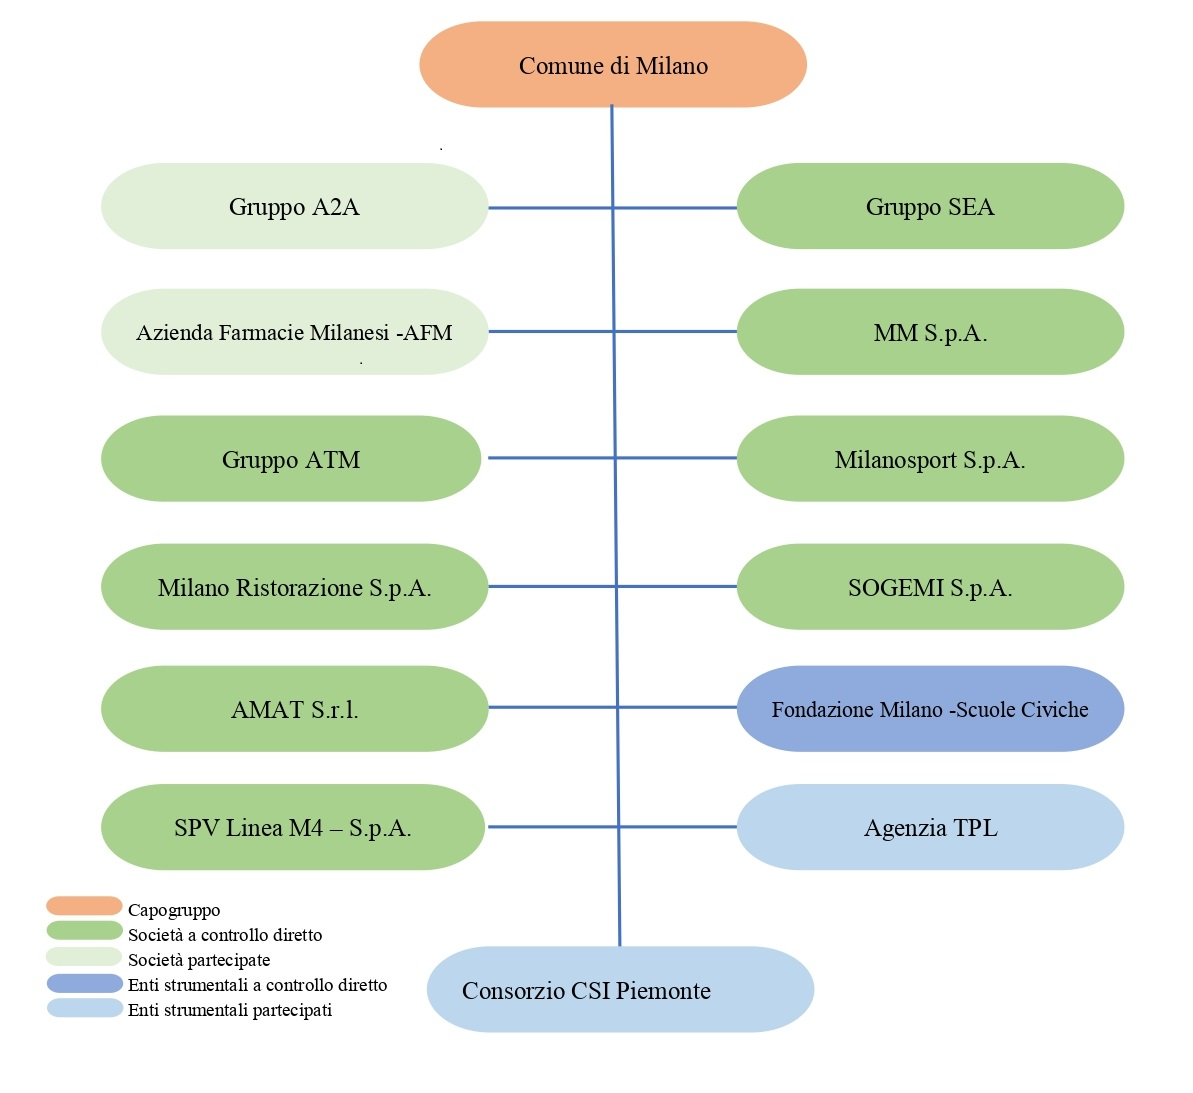 Comune di Milano
Gruppo A2A
Gruppo SEA
Azienda Farmacie Milanesi -AFM
MM S.p.A.
Gruppo ATM
Milanosport S.p.A.
Milano Ristorazione S.p.A.
SOGEMI S.p.A.
AMAT S.r.l.
Fondazione Milano -Scuole Civiche
SPV Linea M4 – S.p.A.
Agenzia TPL
Capogruppo
Società a controllo diretto
Società partecipate
Enti strumentali a controllo diretto
Enti strumentali partecipati
Consorzio CSI Piemonte